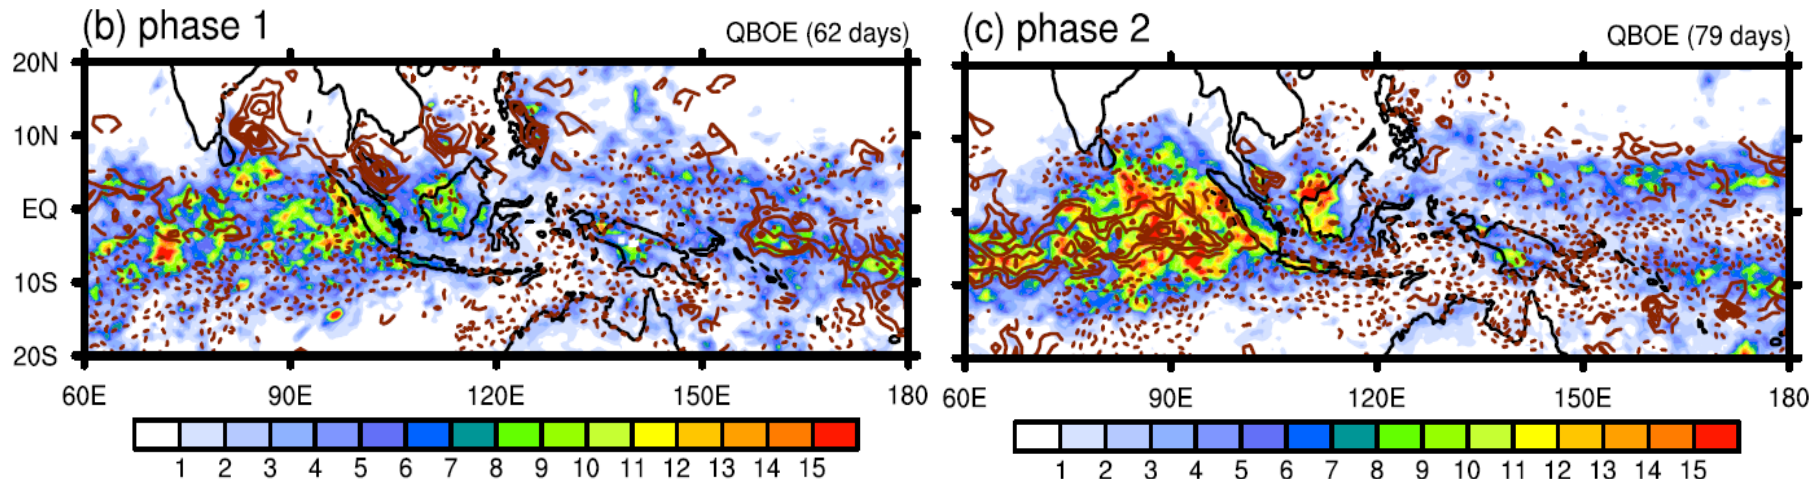 (b) phase 1
QBOE (62 days)
(c) phase 2
QBOE (79 days)
20N
10N
EQ
10S
20S
60E 90E 120E 150E 180
60E 90E 120E 150E 180
1 2 3 4 5 6 7 8 9 10 11 12 13 14 15
1 2 3 4 5 6 7 8 9 10 11 12 13 14 15